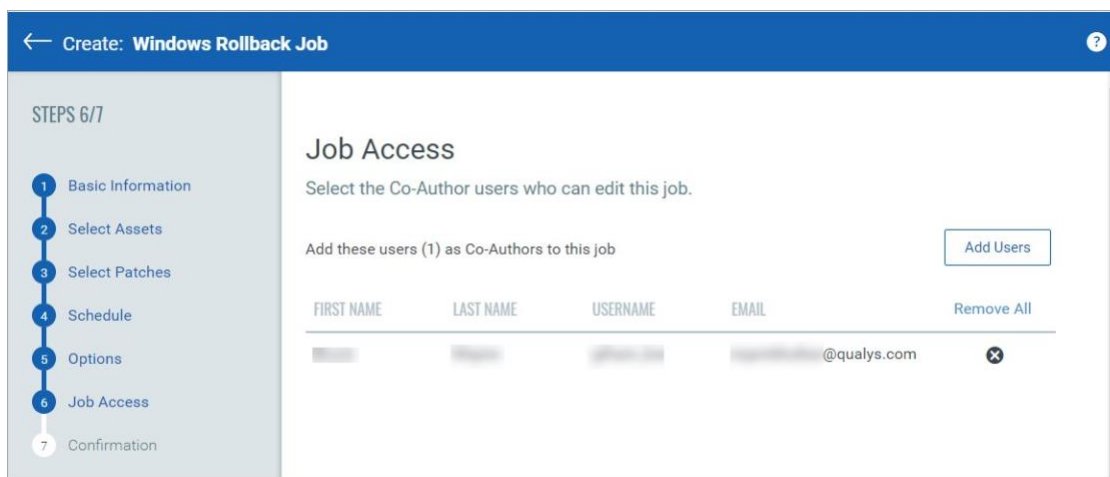 Create: Windows Rollback Job
?
STEPS 6/7
1 Basic Information
2 Select Assets
3 Select Patches
4 Schedule
5 Options
6 Job Access
7 Confirmation
Job Access
Select the Co-Author users who can edit this job.
Add these users (1) as Co-Authors to this job
Add Users
FIRST NAME LAST NAME USERNAME EMAIL Remove All
@qualys.com